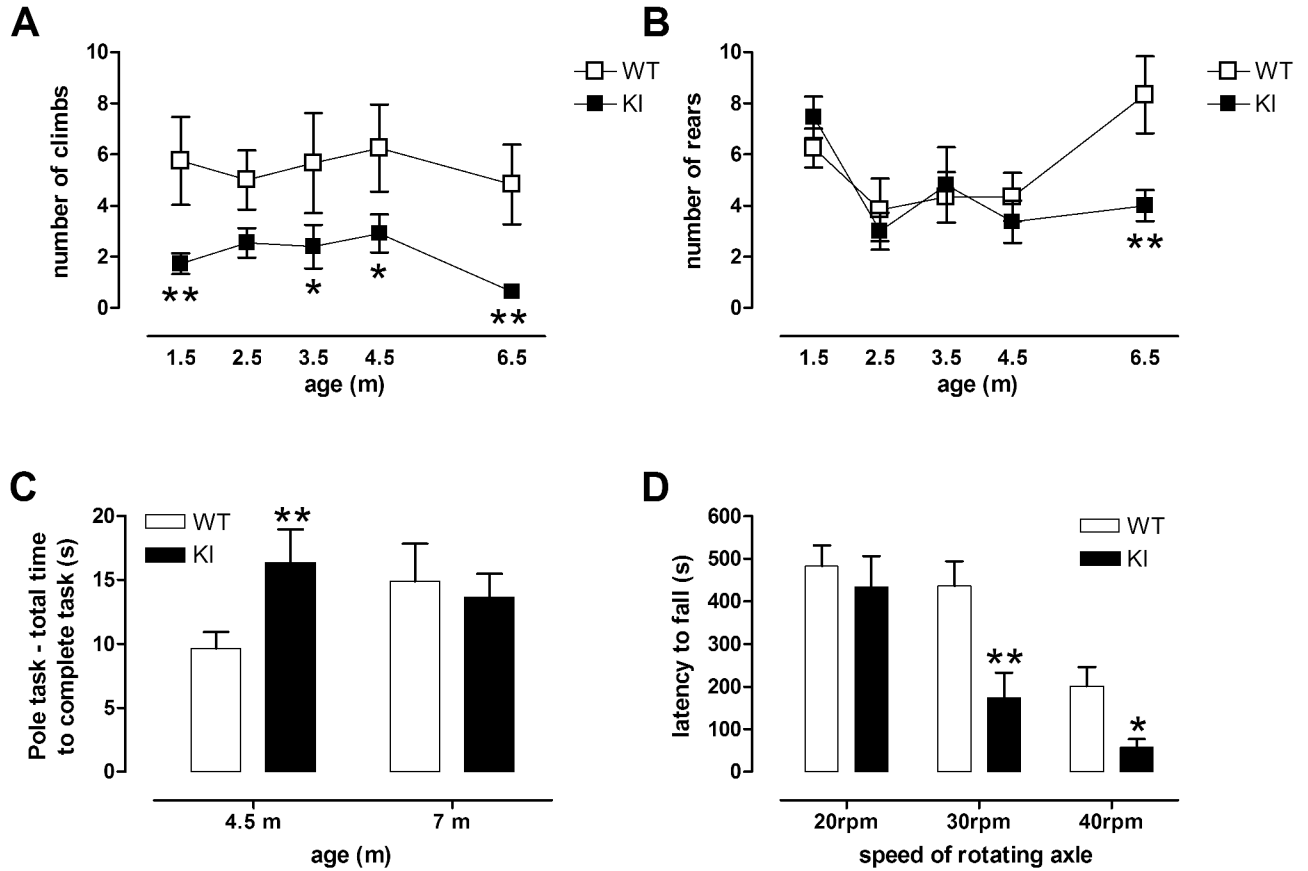 A
number of climbs
10
8
6
4
2
0
WT
KI
**
*
*
**
1.5 2.5 3.5 4.5 6.5
age (m)
B
number of rears
10
8
6
4
2
0
WT
KI
**
1.5 2.5 3.5 4.5 6.5
age (m)
C
Pole task - total time
to complete task (s)
20
15
10
5
0
WT
KI
**
4.5 m 7 m
age (m)
D
latency to fall (s)
600
500
400
300
200
100
0
WT
KI
**
*
20rpm 30rpm 40rpm
speed of rotating axle